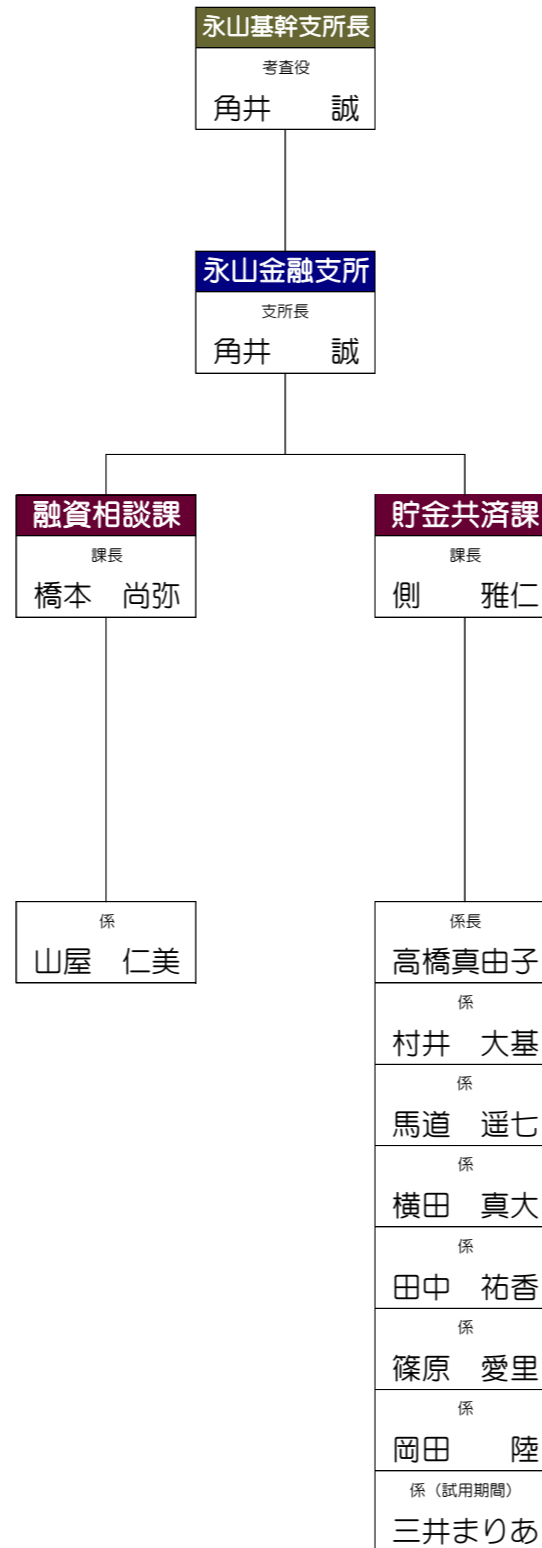 永山基幹支所長
考査役
角井　誠
永山金融支所
支所長
角井　誠
融資相談課
課長
橋本　尚弥
係
山屋　仁美
貯金共済課
課長
側　雅仁
係長
高橋真由子
係
村井　大基
係
馬道　遥七
係
横田　真大
係
田中　祐香
係
篠原　愛里
係
岡田　陸
係（試用期間）
三井まりあ